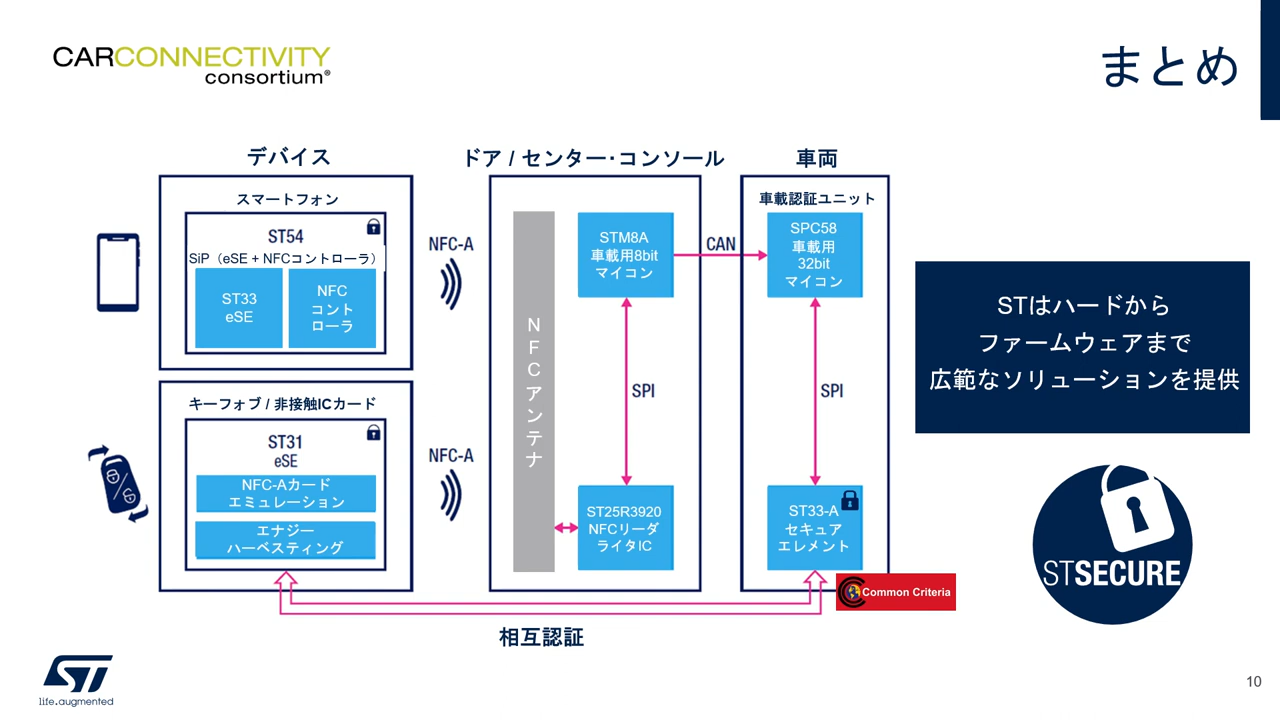 CARCONNECTIVITY
consortium®
まとめ
デバイス
スマートフォン
ST54
SiP（eSE + NFCコントローラ）
ST33
eSE
NFC
コント
ローラ
キーフォブ / 非接触ICカード
ST31
eSE
NFC-Aカード
エミュレーション
エナジー
ハーベスティング
NFC-A
NFC-A
ドア / センター・コンソール
NFCアンテナ
STM8A
車載用8bit
マイコン
SPI
ST25R3920
NFCリーダ
ライタIC
CAN
車両
車載認証ユニット
SPC58
車載用
32bit
マイコン
SPI
ST33-A
セキュア
エレメント
Common Criteria
相互認証
STはハードから
ファームウェアまで
広範なソリューションを提供
STSECURE
ST
life.augmented
10